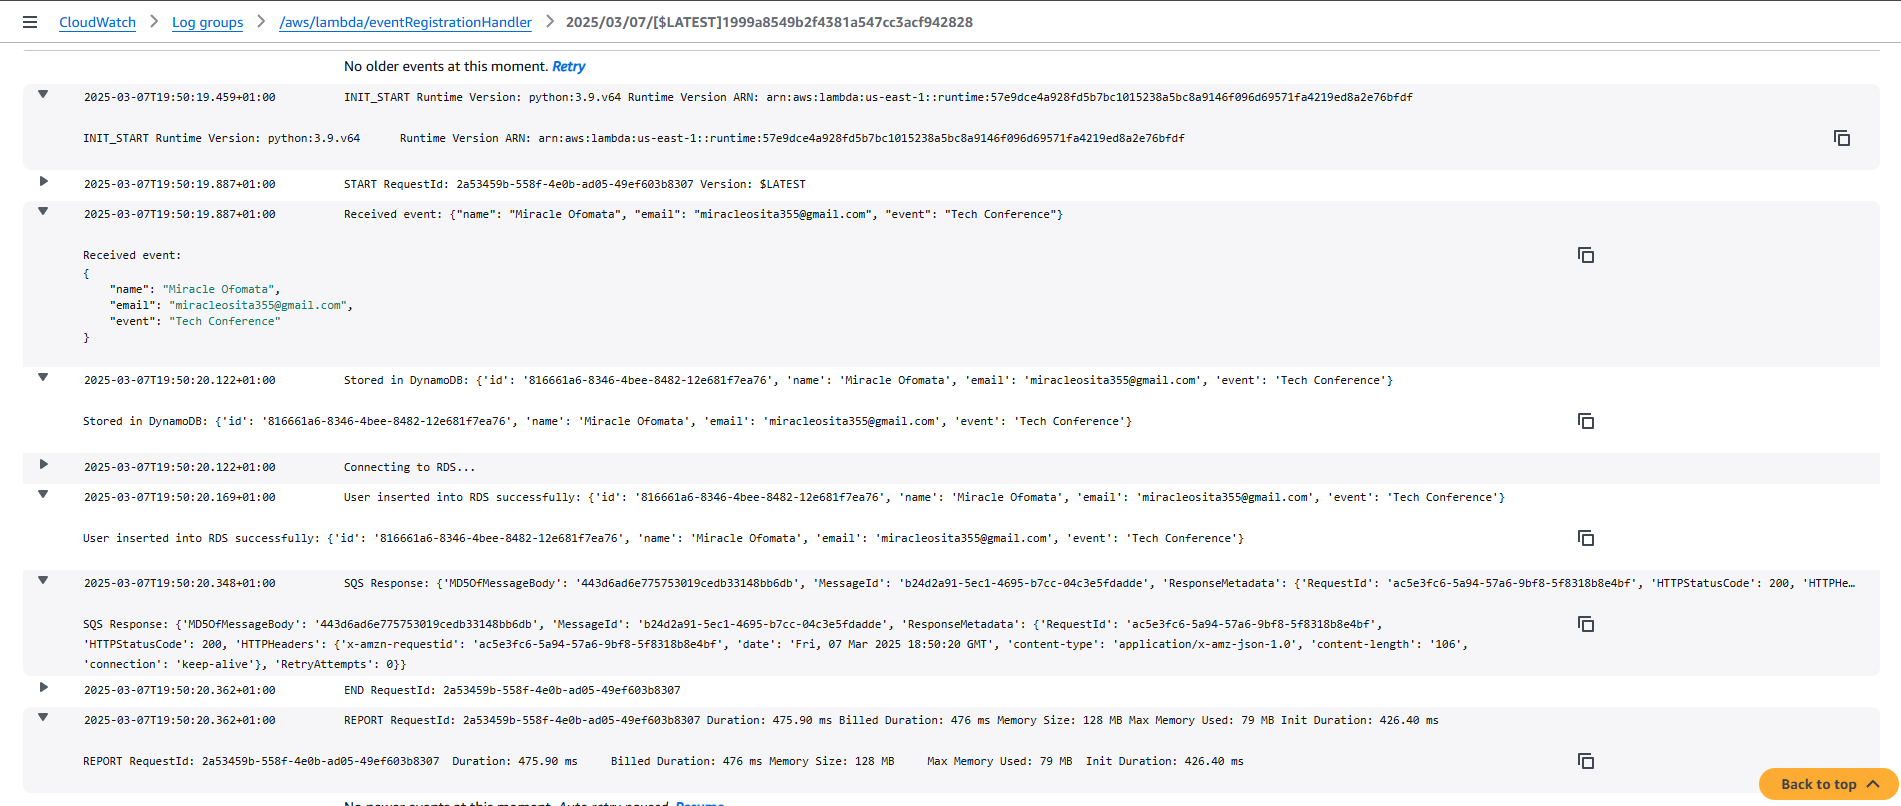 CloudWatch > Log groups > /aws/lambda/eventRegistrationHandler > 2025/03/07/[$LATEST]1999a8549b2f4381a547cc3acf942828
No older events at this moment. Retry
2025-03-07T19:50:19.459+01:00 INIT_START Runtime Version: python:3.9.v64 Runtime Version ARN: arn:aws:lambda:us-east-1::runtime:57e9dce4a928fd5b7bc1015238a5bc8a9146f096d69571fa4219ed8a2e76bfdf
INIT_START Runtime Version: python:3.9.v64 Runtime Version ARN: arn:aws:lambda:us-east-1::runtime:57e9dce4a928fd5b7bc1015238a5bc8a9146f096d69571fa4219ed8a2e76bfdf
2025-03-07T19:50:19.887+01:00 START RequestId: 2a53459b-558f-4e0b-ad05-49ef603b8307 Version: $LATEST
2025-03-07T19:50:19.887+01:00 Received event: {"name": "Miracle Ofomata", "email": "miracleosita355@gmail.com", "event": "Tech Conference"}
Received event:
{
"name": "Miracle Ofomata",
"email": "miracleosita355@gmail.com",
"event": "Tech Conference"
}
2025-03-07T19:50:20.122+01:00 Stored in DynamoDB: {'id': '816661a6-8346-4bee-8482-12e681f7ea76', 'name': 'Miracle Ofomata', 'email': 'miracleosita355@gmail.com', 'event': 'Tech Conference'}
Stored in DynamoDB: {'id': '816661a6-8346-4bee-8482-12e681f7ea76', 'name': 'Miracle Ofomata', 'email': 'miracleosita355@gmail.com', 'event': 'Tech Conference'}
2025-03-07T19:50:20.122+01:00 Connecting to RDS...
2025-03-07T19:50:20.169+01:00 User inserted into RDS successfully: {'id': '816661a6-8346-4bee-8482-12e681f7ea76', 'name': 'Miracle Ofomata', 'email': 'miracleosita355@gmail.com', 'event': 'Tech Conference'}
User inserted into RDS successfully: {'id': '816661a6-8346-4bee-8482-12e681f7ea76', 'name': 'Miracle Ofomata', 'email': 'miracleosita355@gmail.com', 'event': 'Tech Conference'}
2025-03-07T19:50:20.348+01:00 SQS Response: {'MD5OfMessageBody': '443d6ad6e775753019cedb33148bb6db', 'MessageId': 'b24d2a91-5ec1-4695-b7cc-04c3e5fdadde', 'ResponseMetadata': {'RequestId': 'ac5e3fc6-5a94-57a6-9bf8-5f8318b8e4bf', 'HTTPStatusCode': 200, 'HTTPHe…
SQS Response: {'MD5OfMessageBody': '443d6ad6e775753019cedb33148bb6db', 'MessageId': 'b24d2a91-5ec1-4695-b7cc-04c3e5fdadde', 'ResponseMetadata': {'RequestId': 'ac5e3fc6-5a94-57a6-9bf8-5f8318b8e4bf',
'HTTPStatusCode': 200, 'HTTPHeaders': {'x-amzn-requestid': 'ac5e3fc6-5a94-57a6-9bf8-5f8318b8e4bf', 'date': 'Fri, 07 Mar 2025 18:50:20 GMT', 'content-type': 'application/x-amz-json-1.0', 'content-length': '106',
'connection': 'keep-alive'}, 'RetryAttempts': 0}}
2025-03-07T19:50:20.362+01:00 END RequestId: 2a53459b-558f-4e0b-ad05-49ef603b8307
2025-03-07T19:50:20.362+01:00 REPORT RequestId: 2a53459b-558f-4e0b-ad05-49ef603b8307 Duration: 475.90 ms Billed Duration: 476 ms Memory Size: 128 MB Max Memory Used: 79 MB Init Duration: 426.40 ms
REPORT RequestId: 2a53459b-558f-4e0b-ad05-49ef603b8307 Duration: 475.90 ms Billed Duration: 476 ms Memory Size: 128 MB Max Memory Used: 79 MB Init Duration: 426.40 ms
Back to top
No newer events at this moment. Auto retry paused. Resume